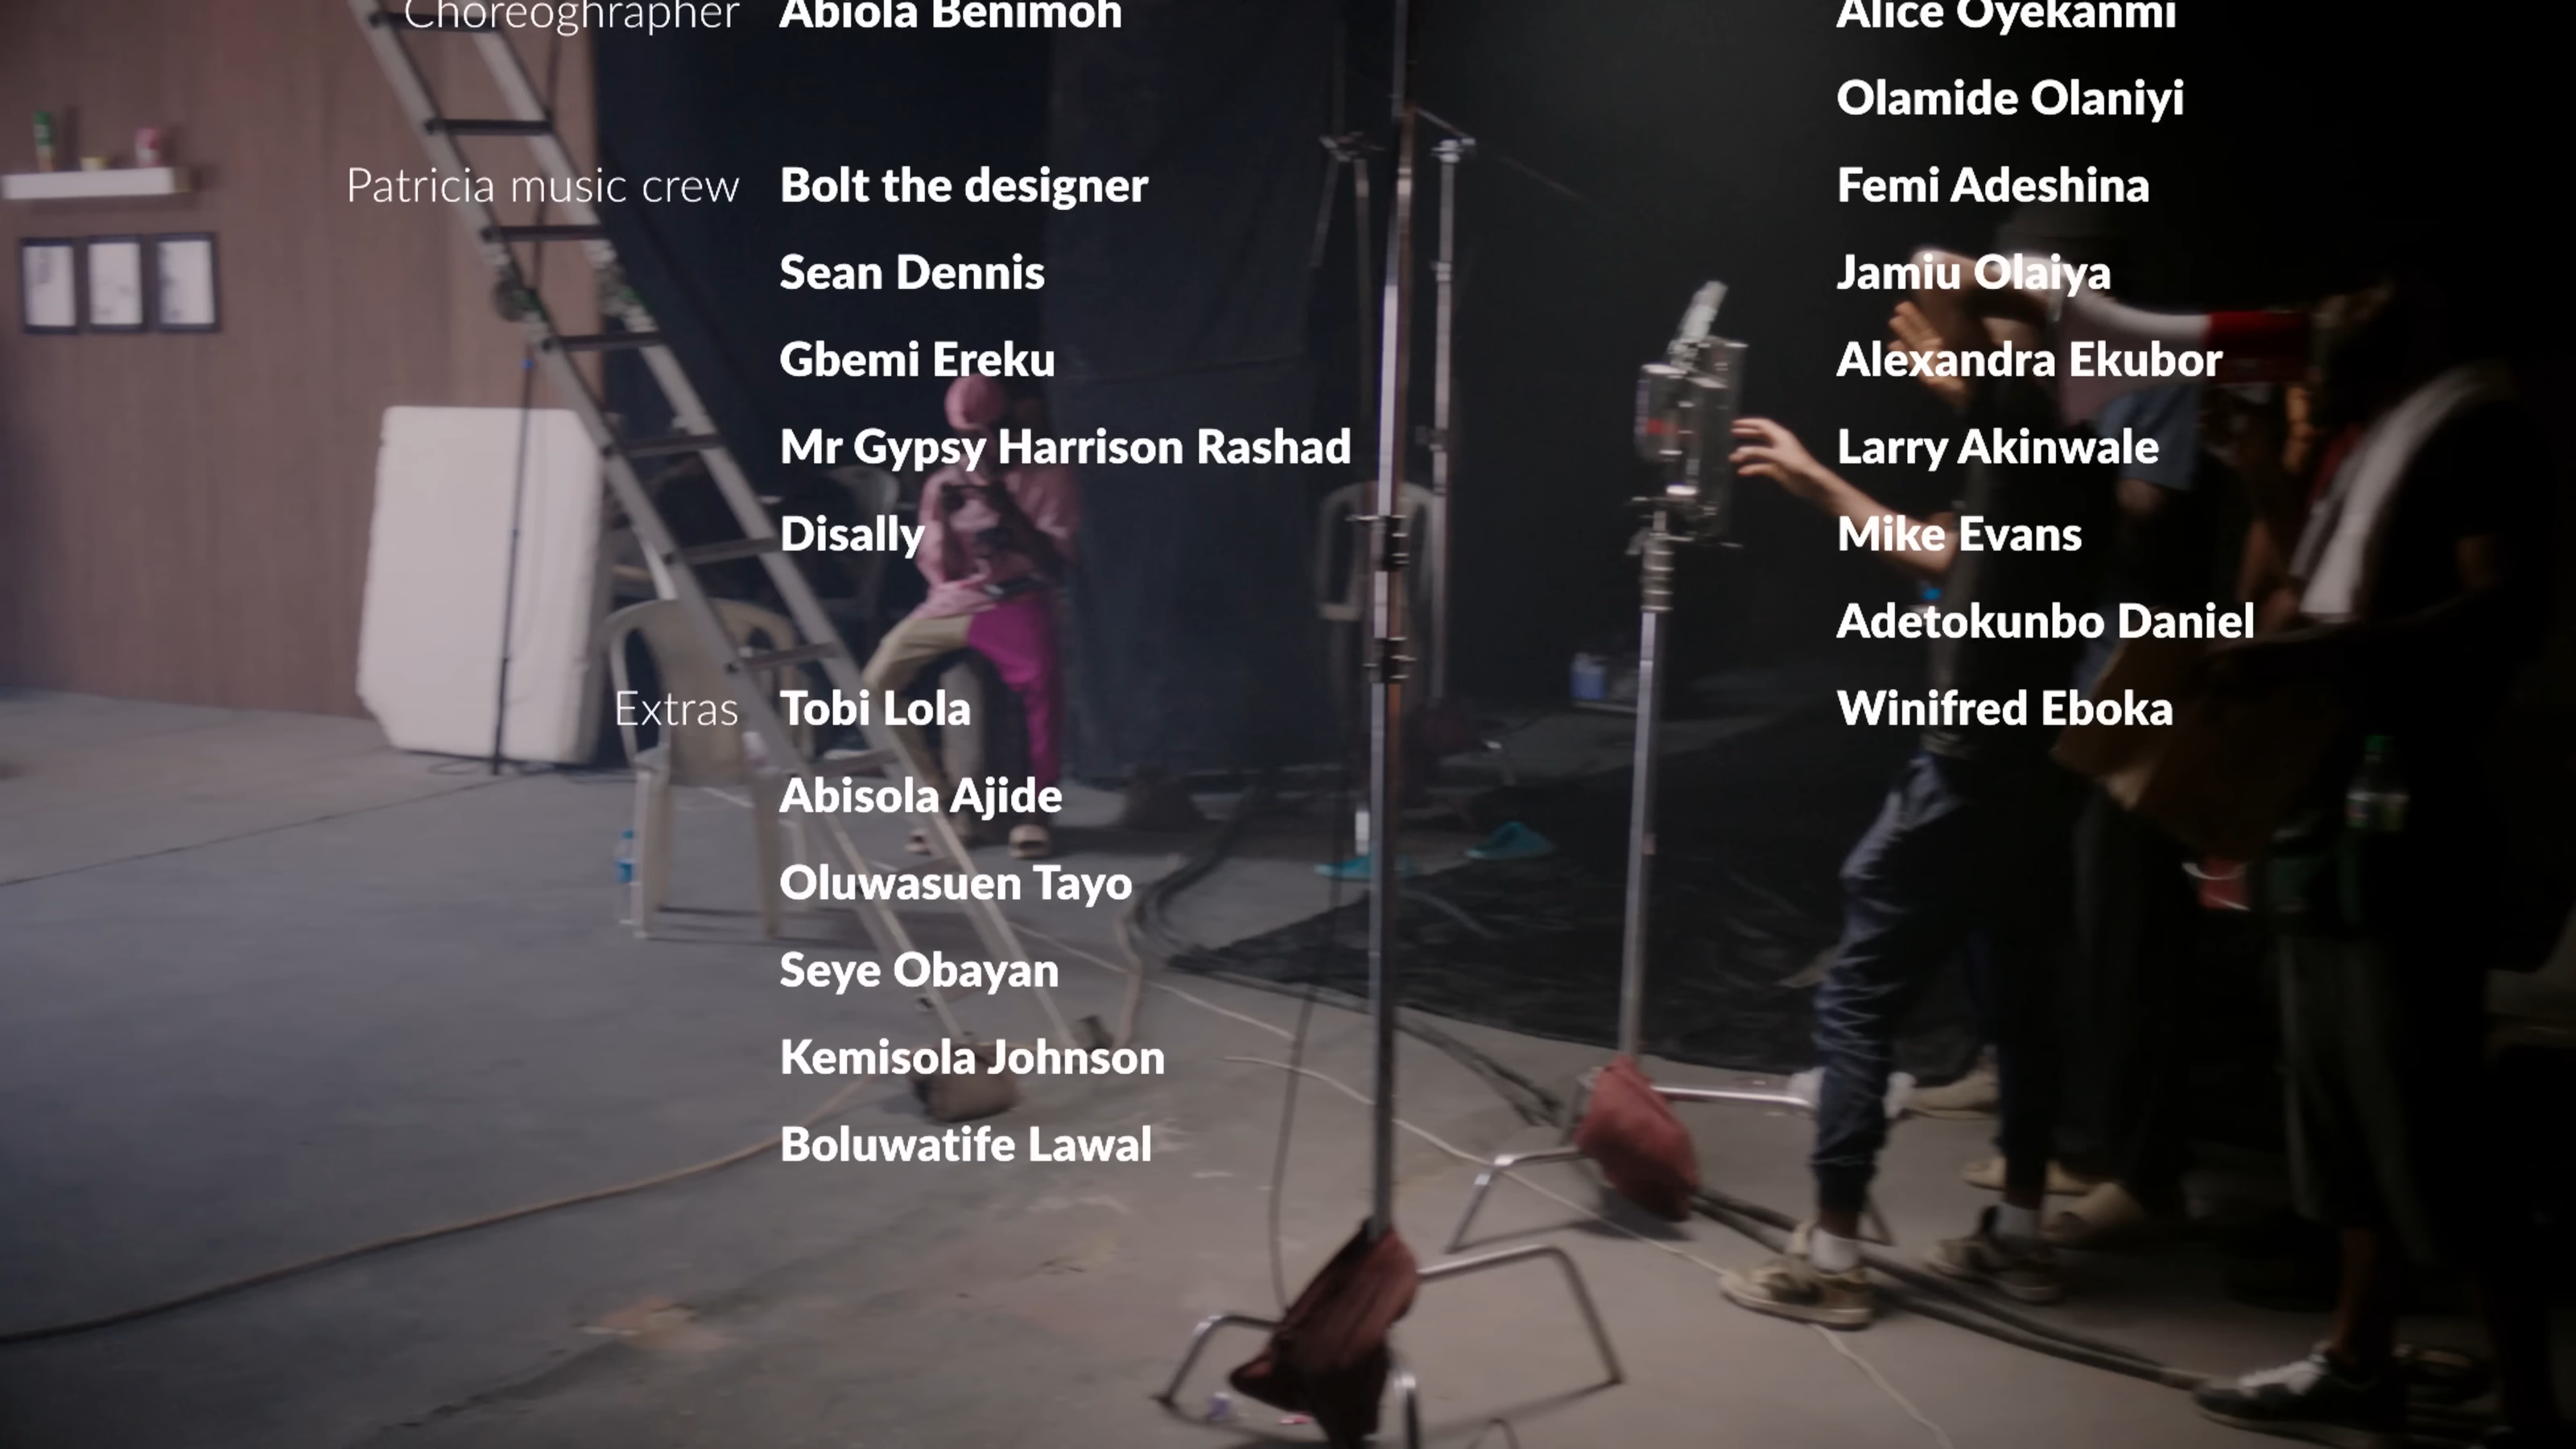 Choreoghrapher Abiola Benimoh
Patricia music crew Bolt the designer
Sean Dennis
Gbemi Ereku
Mr Gypsy Harrison Rashad
Disally
Extras Tobi Lola
Abisola Ajide
Oluwasuen Tayo
Seye Obayan
Kemisola Johnson
Boluwatife Lawal
Alice Oyekanmi
Olamide Olaniyi
Femi Adeshina
Jamiu Olaiya
Alexandra Ekubor
Larry Akinwale
Mike Evans
Adetokunbo Daniel
Winifred Eboka